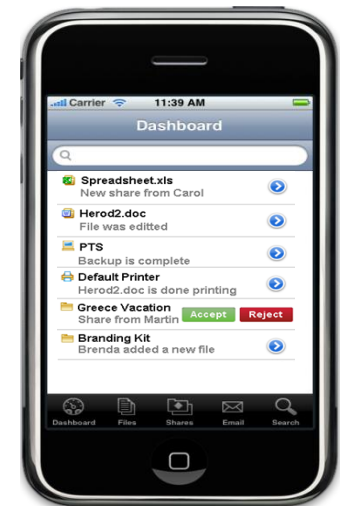 Carrier 11:39 AM
Dashboard
Spreadsheet.xls
New share from Carol
Herod2.doc
File was editted
PTS
Backup is complete
Default Printer
Herod2.doc is done printing
Greece Vacation
Share from Martin Accept Reject
Branding Kit
Brenda added a new file
Dashboard Files Shares Email Search